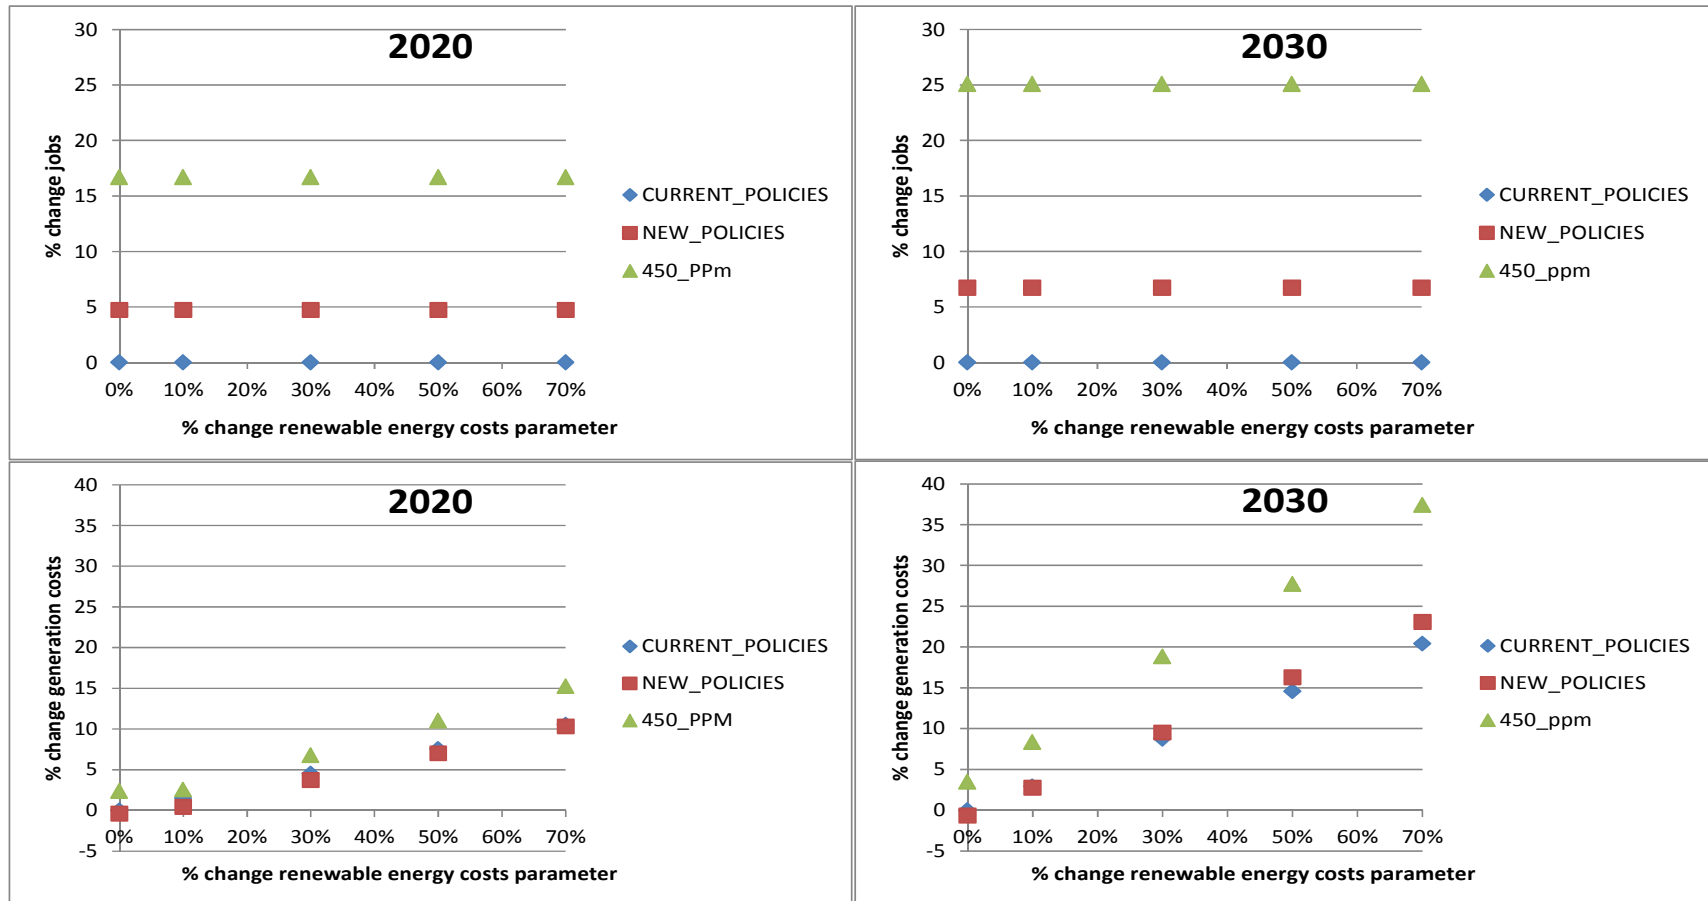 2020
30
25
20
15
10
5
0
% change jobs
0% 10% 20% 30% 40% 50% 60% 70%
% change renewable energy costs parameter
CURRENT_POLICIES
NEW_POLICIES
450_PPm
2030
30
25
20
15
10
5
0
% change jobs
0% 10% 20% 30% 40% 50% 60% 70%
% change renewable energy costs parameter
CURRENT_POLICIES
NEW_POLICIES
450_ppm
2020
40
35
30
25
20
15
10
5
0
-5
% change generation costs
0% 10% 20% 30% 40% 50% 60% 70%
% change renewable energy costs parameter
CURRENT_POLICIES
NEW_POLICIES
450_PPM
2030
40
35
30
25
20
15
10
5
0
-5
% change generation costs
0% 10% 20% 30% 40% 50% 60% 70%
% change renewable energy costs parameter
CURRENT_POLICIES
NEW_POLICIES
450_ppm